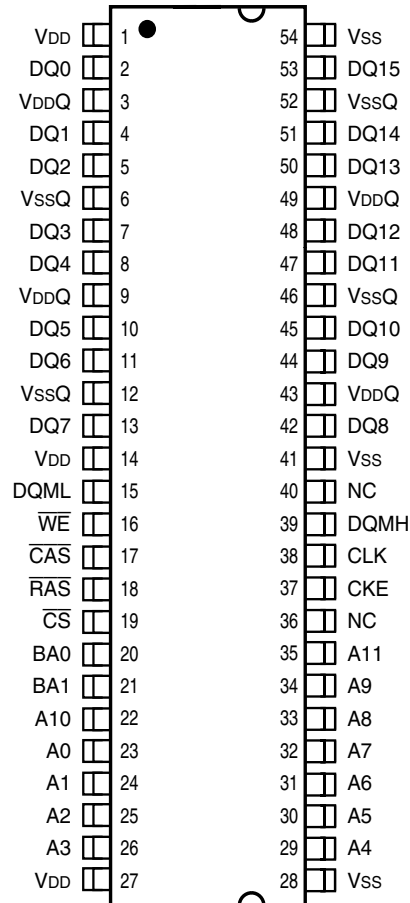 VDD 1 54 VSS
DQ0 2 53 DQ15
VDDQ 3 52 VSSQ
DQ1 4 51 DQ14
DQ2 5 50 DQ13
VSSQ 6 49 VDDQ
DQ3 7 48 DQ12
DQ4 8 47 DQ11
VDDQ 9 46 VSSQ
DQ5 10 45 DQ10
DQ6 11 44 DQ9
VSSQ 12 43 VDDQ
DQ7 13 42 DQ8
VDD 14 41 VSS
DQML 15 40 NC
WE 16 39 DQMH
CAS 17 38 CLK
RAS 18 37 CKE
CS 19 36 NC
BA0 20 35 A11
BA1 21 34 A9
A10 22 33 A8
A0 23 32 A7
A1 24 31 A6
A2 25 30 A5
A3 26 29 A4
VDD 27 28 VSS